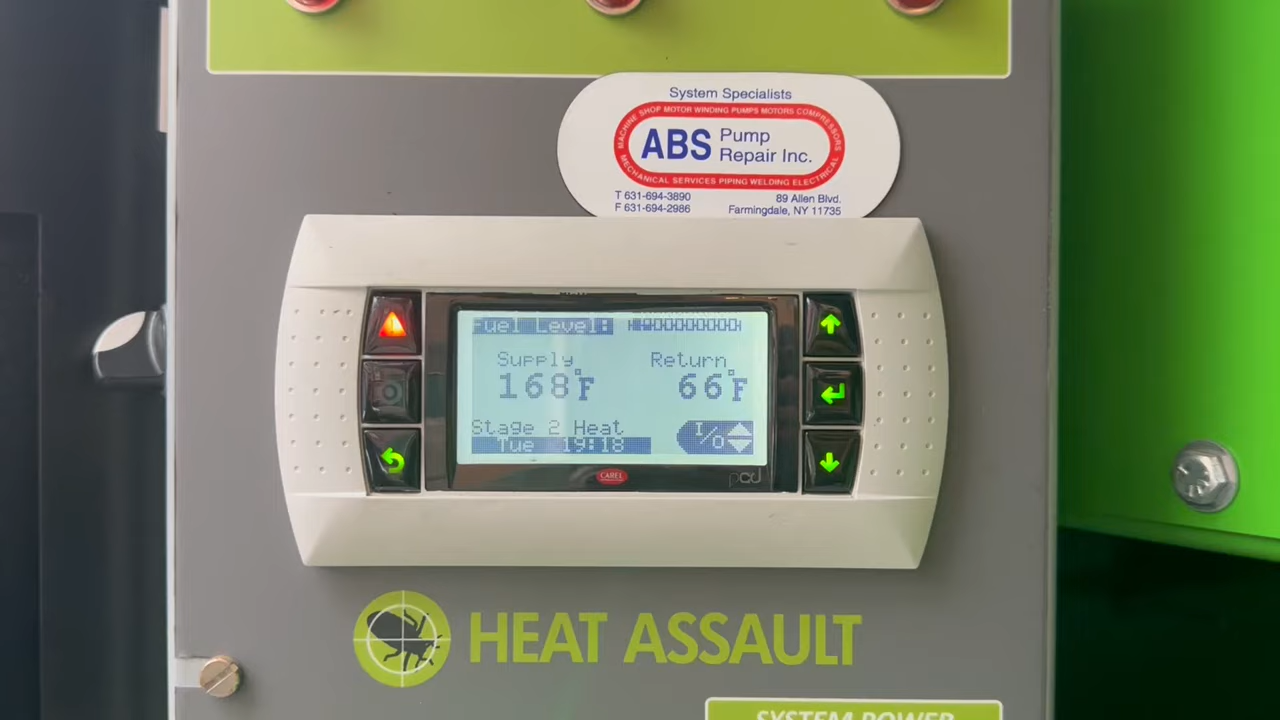 System Specialists
MACHINE SHOP MOTOR WINDING PUMPS MOTORS COMPRESSORS
ABS Pump Repair Inc.
MECHANICAL SERVICES PIPING WELDING ELECTRICAL
T 631-694-3890 89 Allen Blvd.
F 631-694-2986 Farmingdale, NY 11735
Fuel Level:
Supply Return
168°F 66°F
Stage 2 Heat
Tue 19:18
I/O
CAREL
pGD
HEAT ASSAULT
SYSTEM POWER